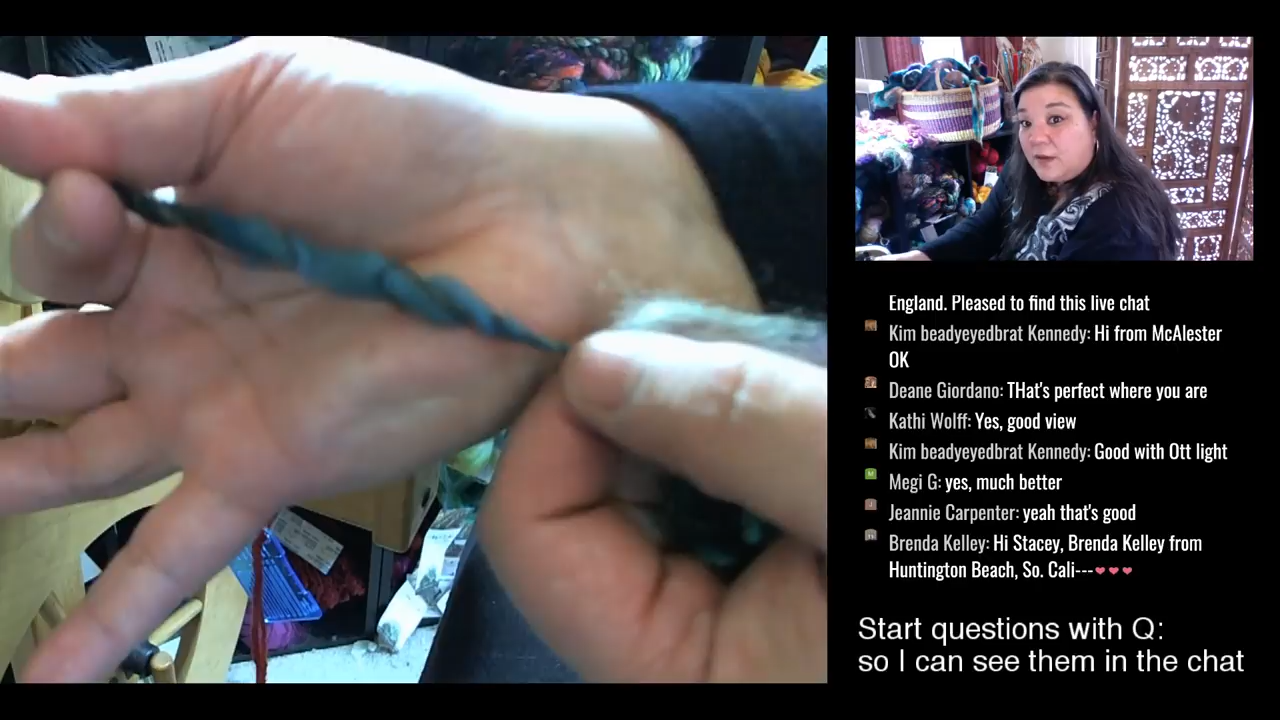 England. Pleased to find this live chat
Kim beadyeyedbrat Kennedy: Hi from McAlester
OK
Deane Giordano: THat's perfect where you are
Kathi Wolff: Yes, good view
Kim beadyeyedbrat Kennedy: Good with Ott light
Megi G: yes, much better
Jeannie Carpenter: yeah that's good
Brenda Kelley: Hi Stacey, Brenda Kelley from
Huntington Beach, So. Cali---❤❤❤
Start questions with Q:
so I can see them in the chat